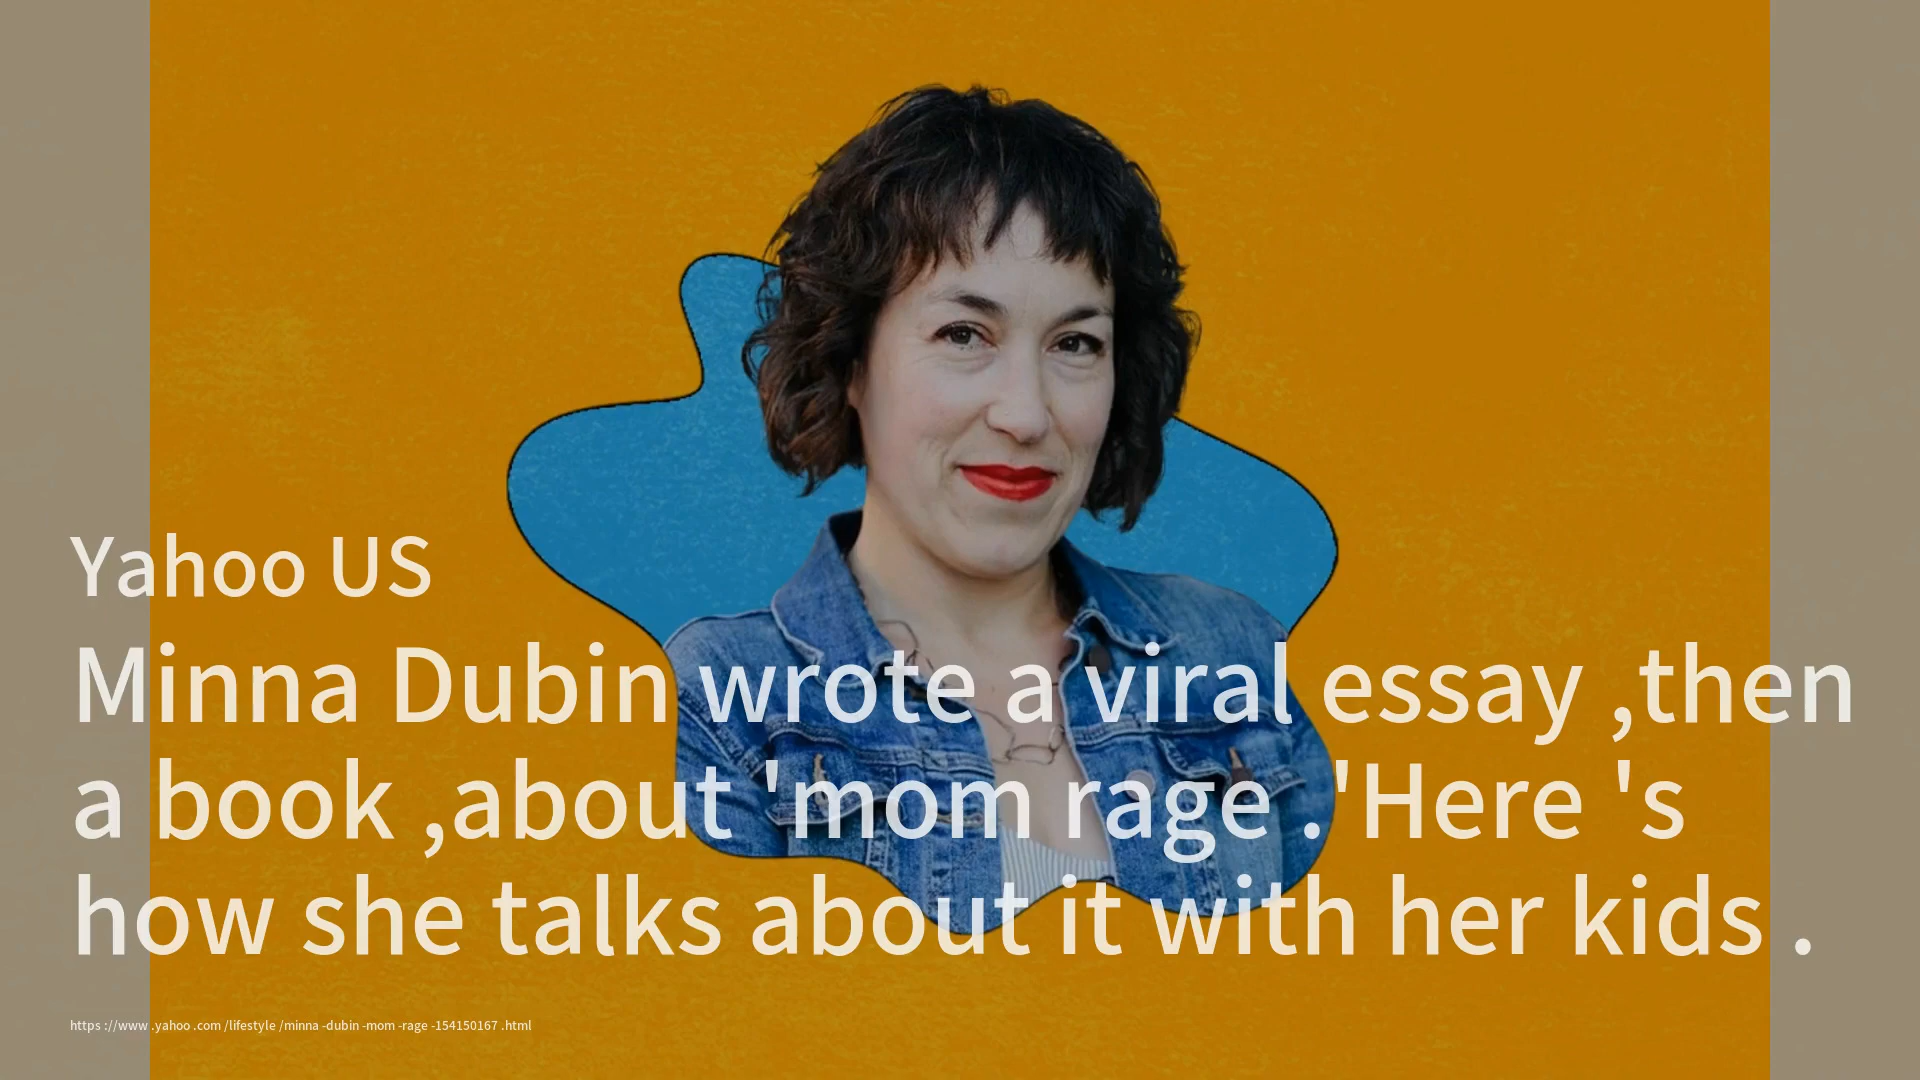 Yahoo US
Minna Dubin wrote a viral essay ,then
a book ,about 'mom rage .'Here 's
how she talks about it with her kids .
https ://www .yahoo .com /lifestyle /minna -dubin -mom -rage -154150167 .html